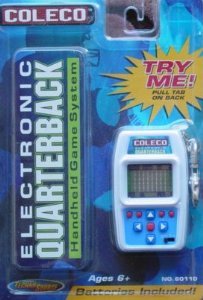 COLECO
TRY
ME!
PULL TAB
ON BACK
ELECTRONIC
QUARTERBACK
Handheld Game System
COLECO
QUARTERBACK
Ages 6+
NO. 60110
Batteries Included!